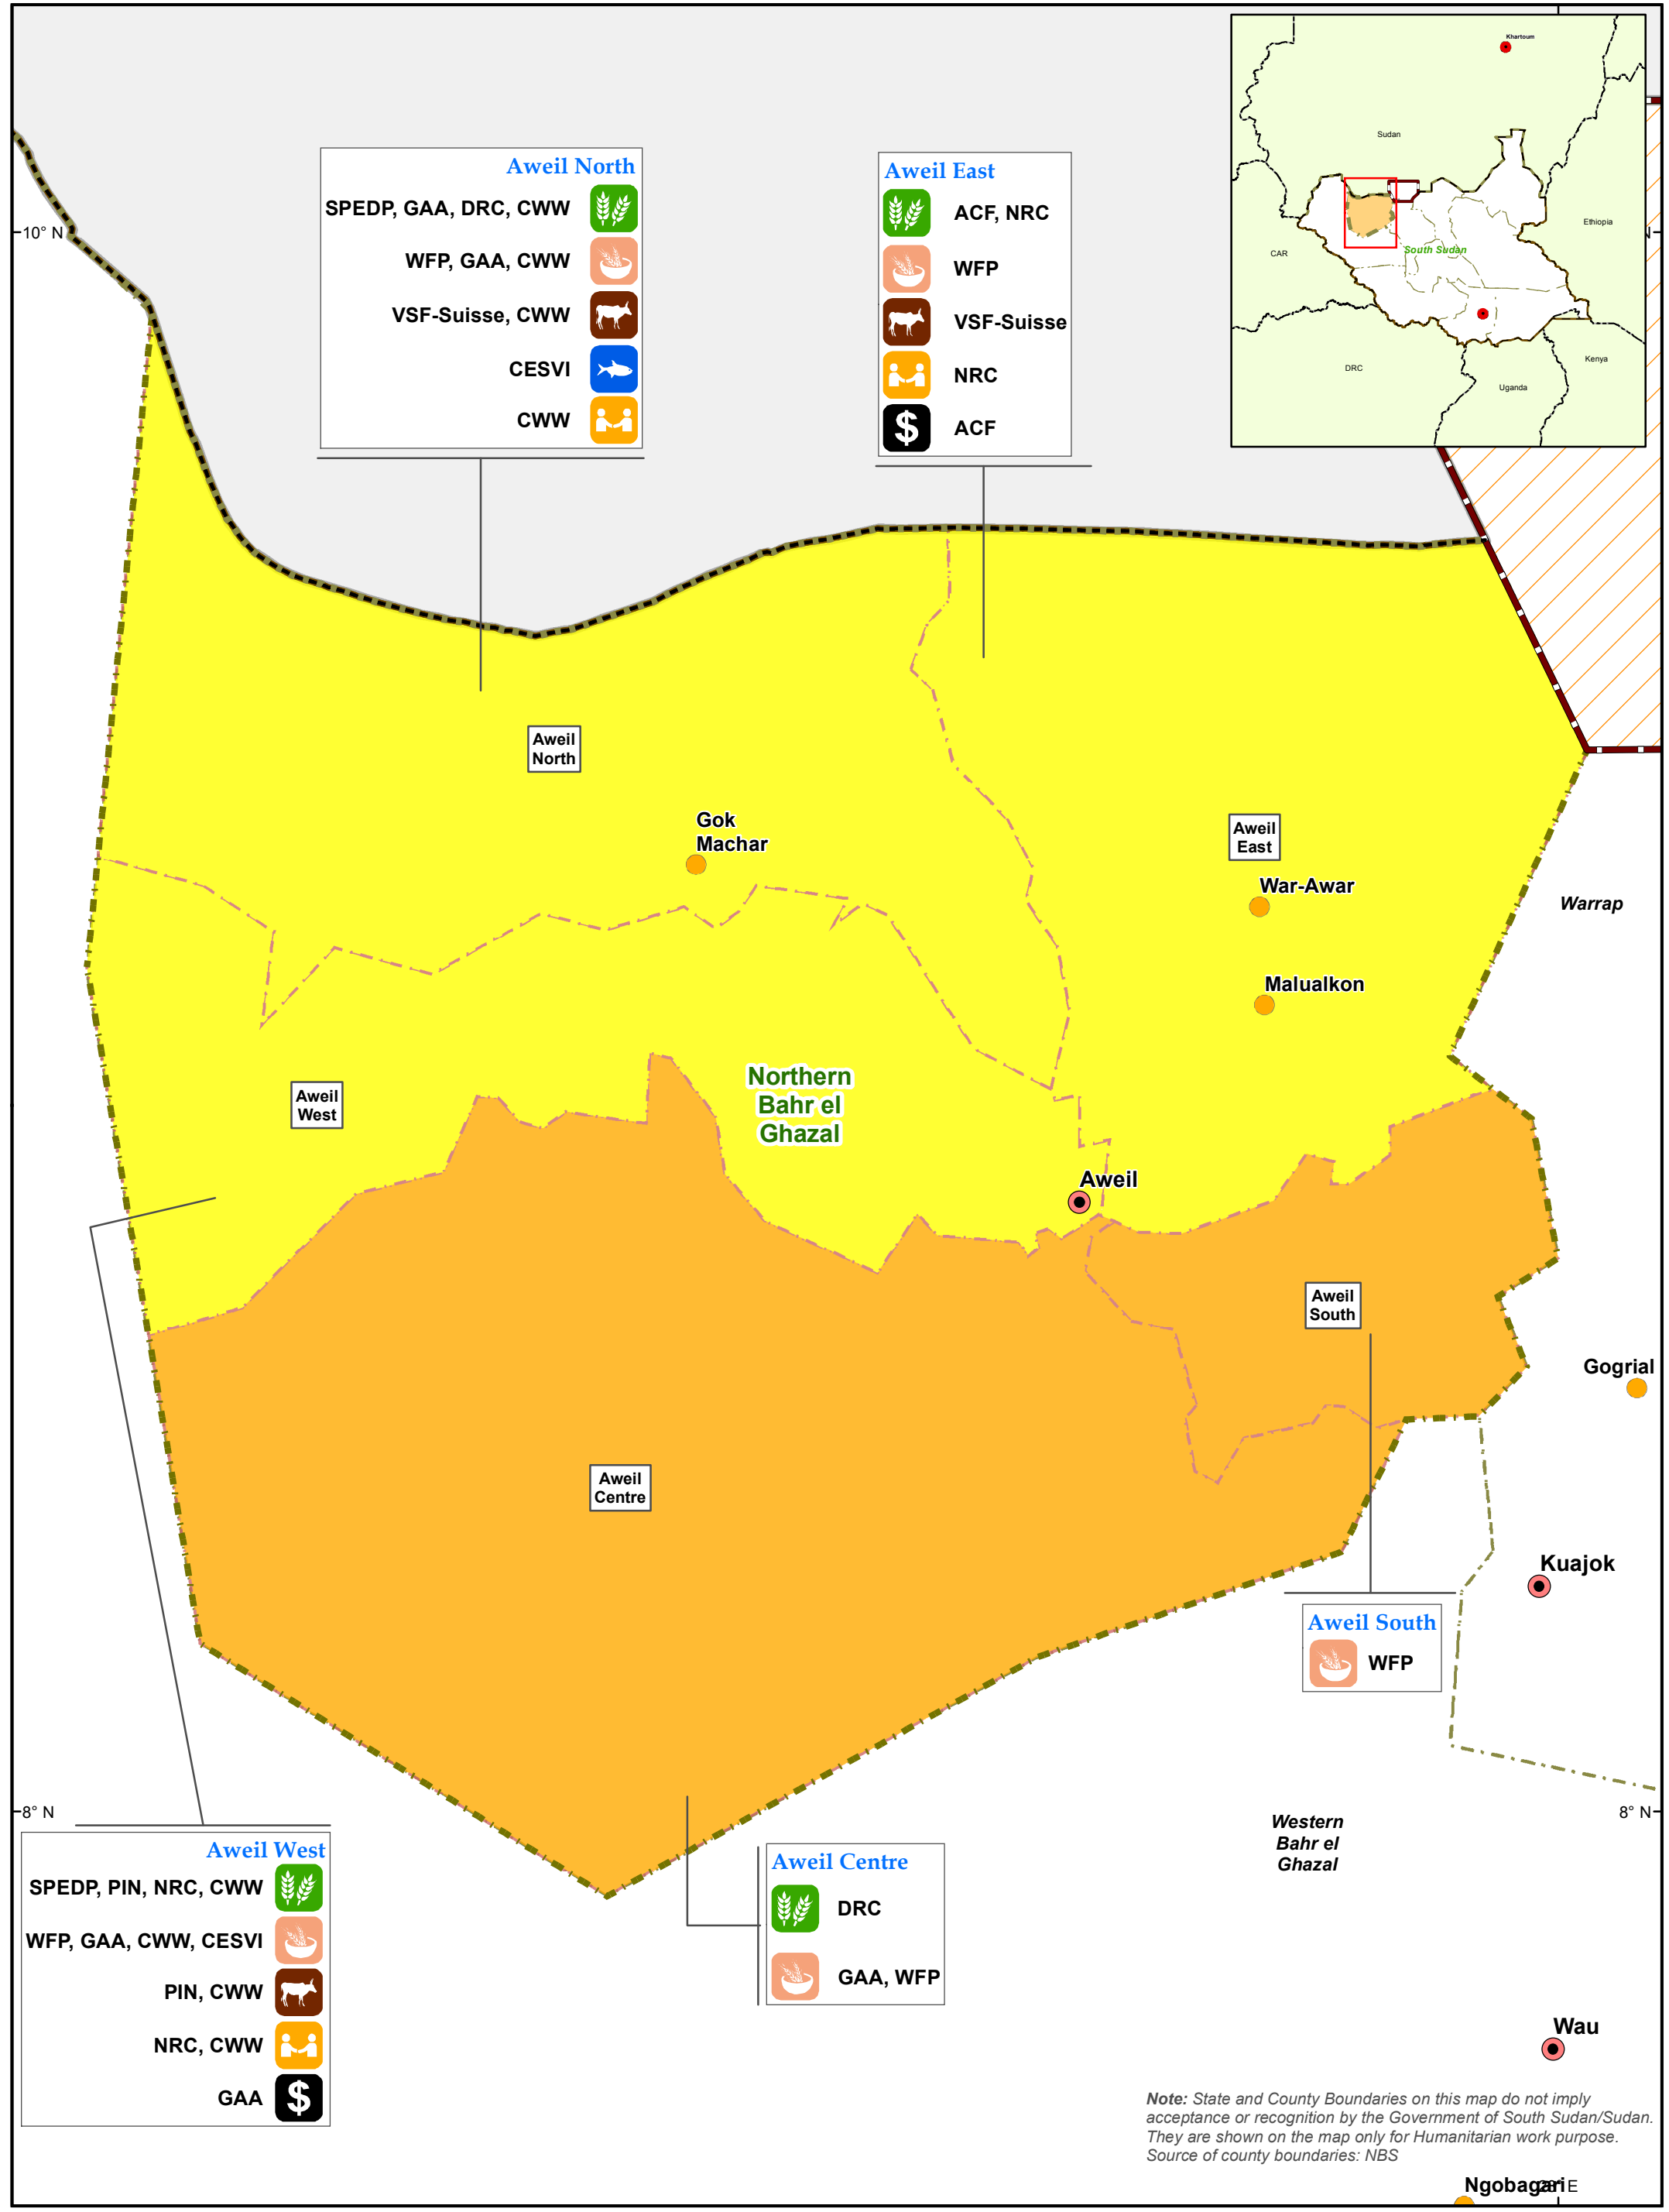 Khartoum
Sudan
Ethiopia
CAR
South Sudan
DRC
Uganda
Kenya
10° N
N
Aweil North
SPEDP, GAA, DRC, CWW
WFP, GAA, CWW
VSF-Suisse, CWW
CESVI
CWW
Aweil East
ACF, NRC
WFP
VSF-Suisse
NRC
$ ACF
Aweil
North
Gok
Machar
Aweil
East
War-Awar
Warrap
Malualkon
Aweil
West
Northern
Bahr el
Ghazal
Aweil
Aweil
South
Gogrial
Aweil
Centre
Kuajok
Aweil South
WFP
8° N
8° N
Western
Bahr el
Ghazal
Aweil West
SPEDP, PIN, NRC, CWW
WFP, GAA, CWW, CESVI
PIN, CWW
NRC, CWW
GAA $
Aweil Centre
DRC
GAA, WFP
Wau
Note: State and County Boundaries on this map do not imply
acceptance or recognition by the Government of South Sudan/Sudan.
They are shown on the map only for Humanitarian work purpose.
Source of county boundaries: NBS
Ngobagari
E